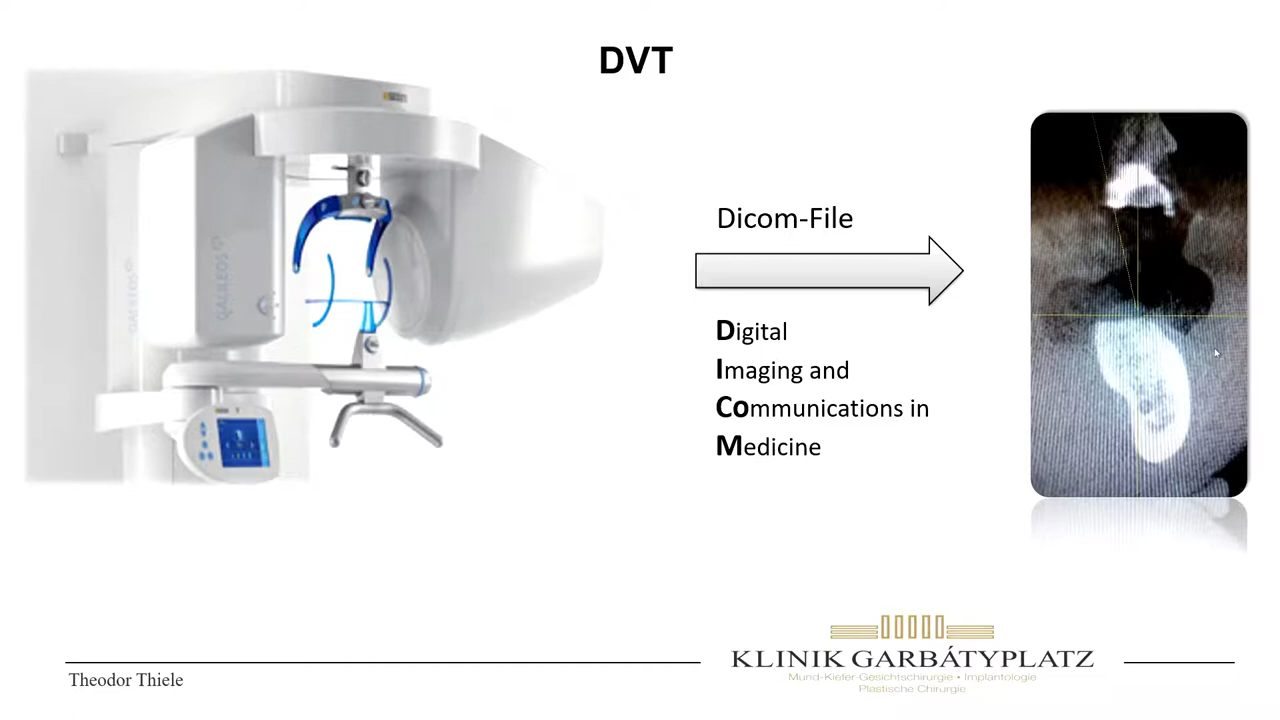 DVT
GALILEOS
Dicom-File
Digital
Imaging and
Communications in
Medicine
Theodor Thiele
KLINIK GARBÁTYPLATZ
Mund-Kiefer-Gesichtschirurgie • Implantologie
Plastische Chirurgie